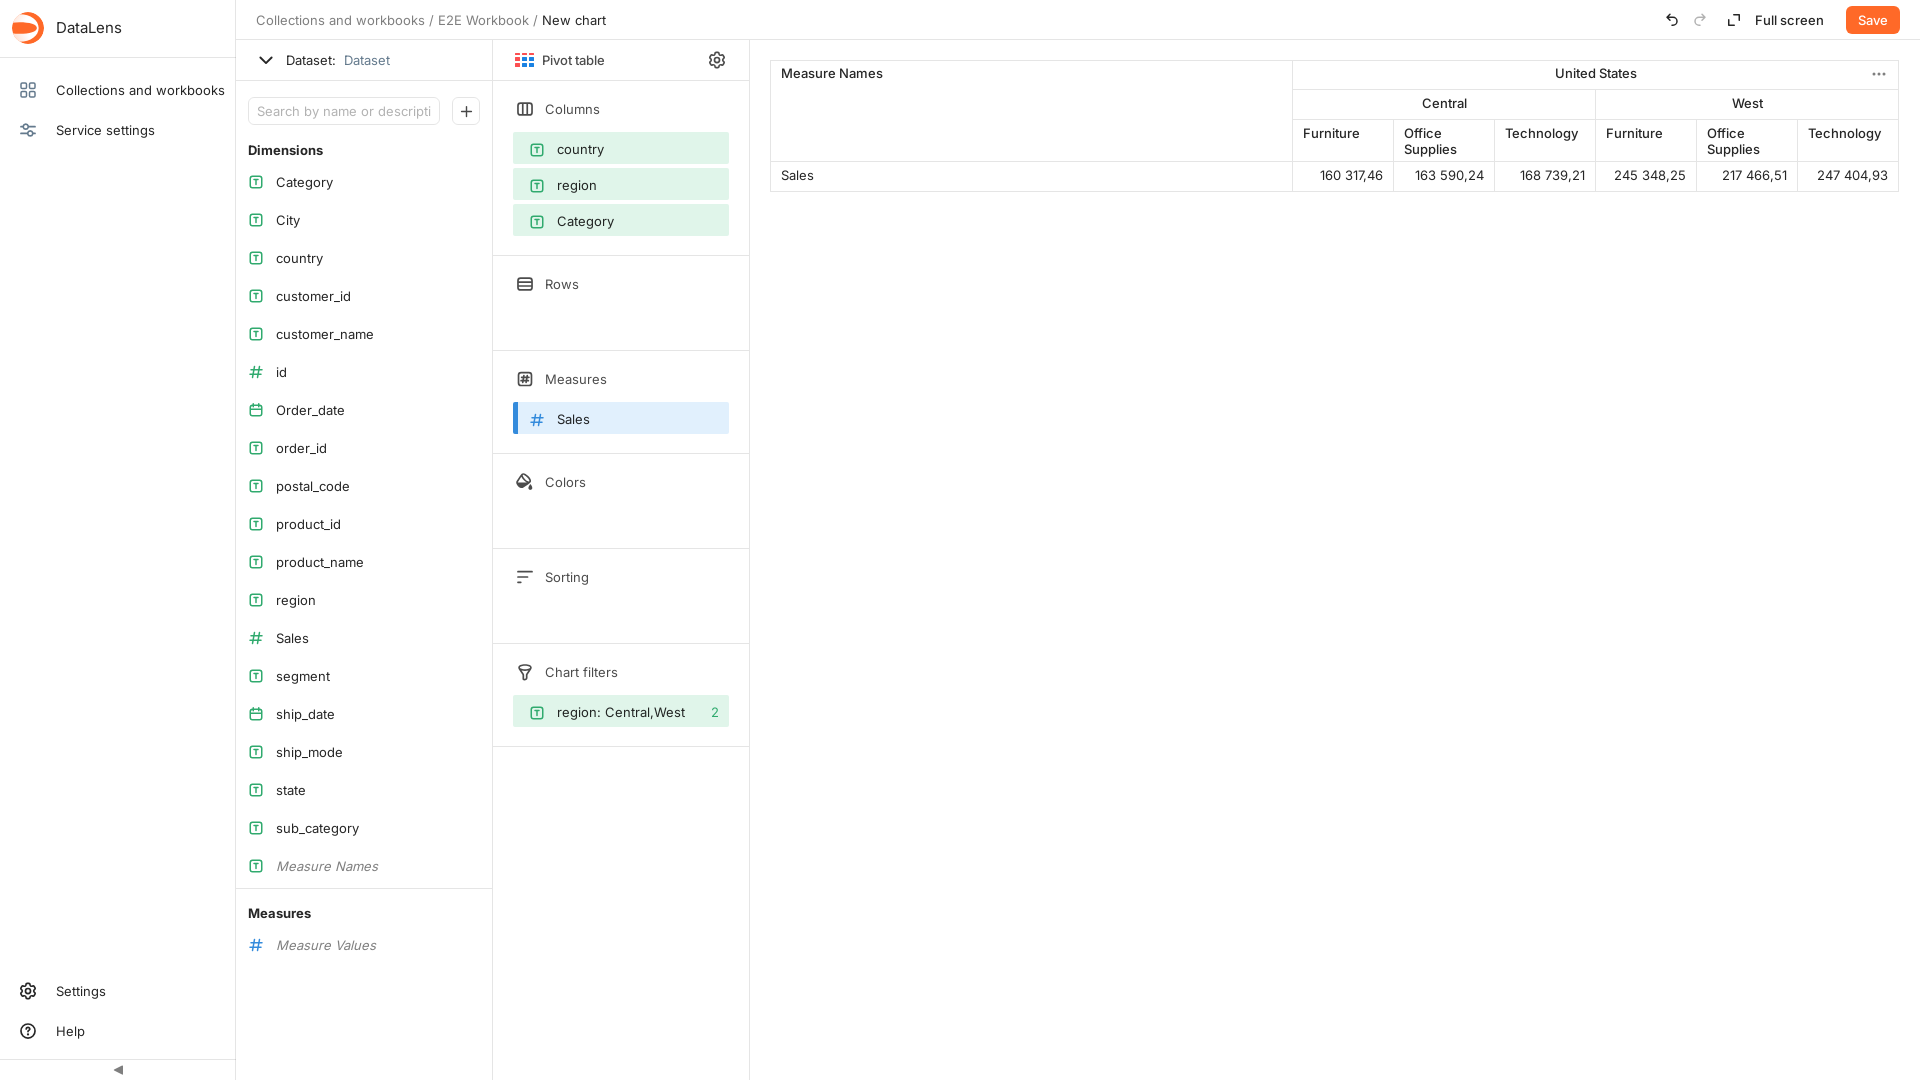 DataLens
Collections and workbooks
Service settings
Settings
Help
Collections and workbooks / E2E Workbook / New chart
Full screen
Save
Dataset: Dataset
Search by name or descripti
Dimensions
Category
City
country
customer_id
customer_name
id
Order_date
order_id
postal_code
product_id
product_name
region
Sales
segment
ship_date
ship_mode
state
sub_category
Measure Names
Measures
Measure Values
Pivot table
Columns
country
region
Category
Rows
Measures
Sales
Colors
Sorting
Chart filters
region: Central,West 2
Measure Names
United States
Central West
Furniture Office Supplies Technology Furniture Office Supplies Technology
Sales 160 317,46 163 590,24 168 739,21 245 348,25 217 466,51 247 404,93